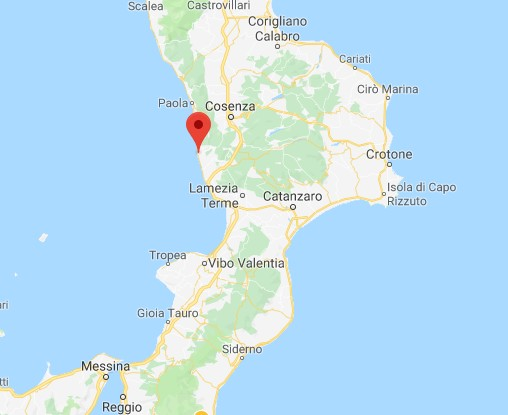 Scalea
Castrovillari
Corigliano
Calabro
Cariati
Cirò Marina
Paola
Cosenza
Crotone
Lamezia
Terme
Catanzaro
Isola di Capo
Rizzuto
Tropea
Vibo Valentia
Gioia Tauro
Siderno
Messina
Reggio